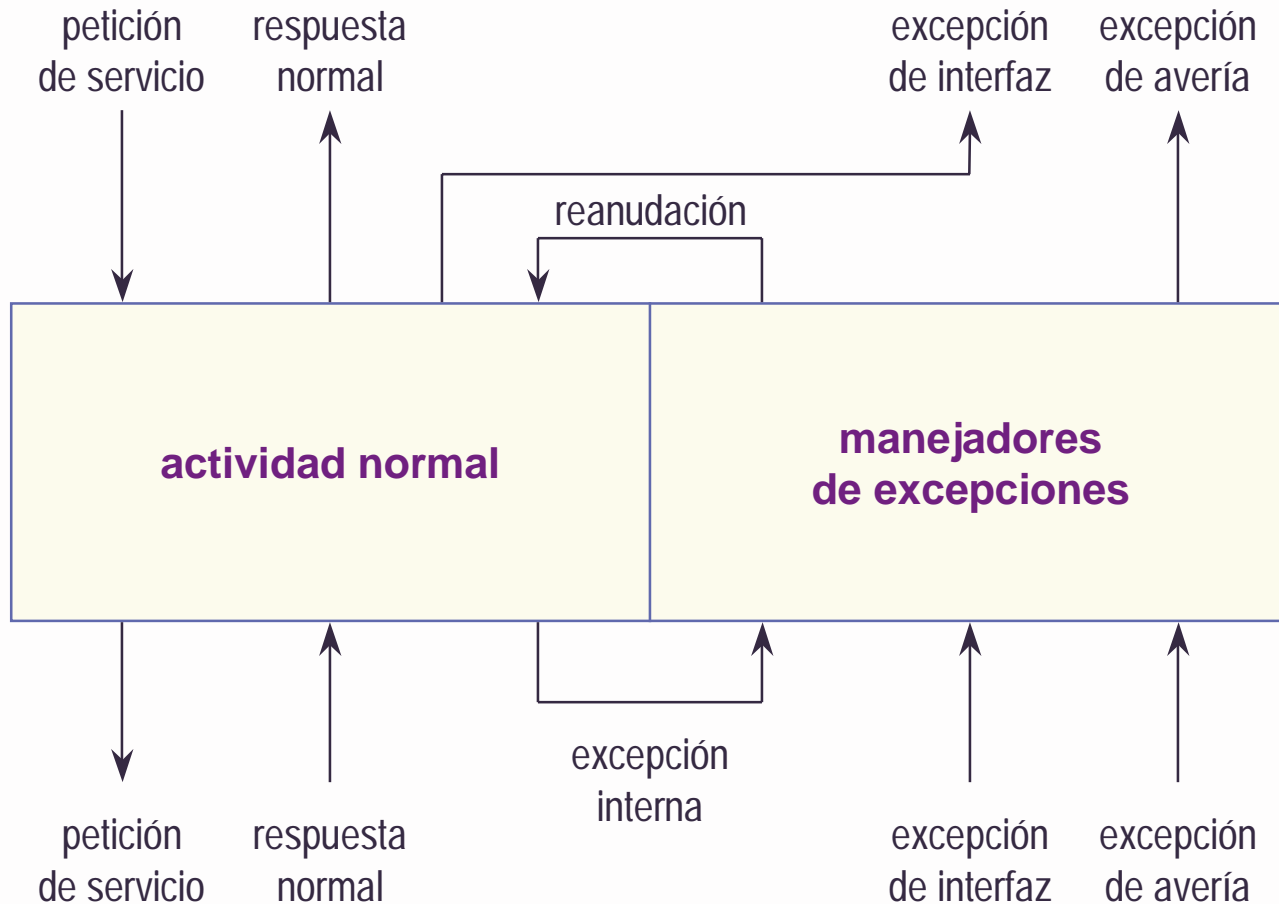 petición
de servicio
respuesta
normal
excepción
de interfaz
excepción
de avería
reanudación
actividad normal
manejadores
de excepciones
excepción
interna
petición
de servicio
respuesta
normal
excepción
de interfaz
excepción
de avería